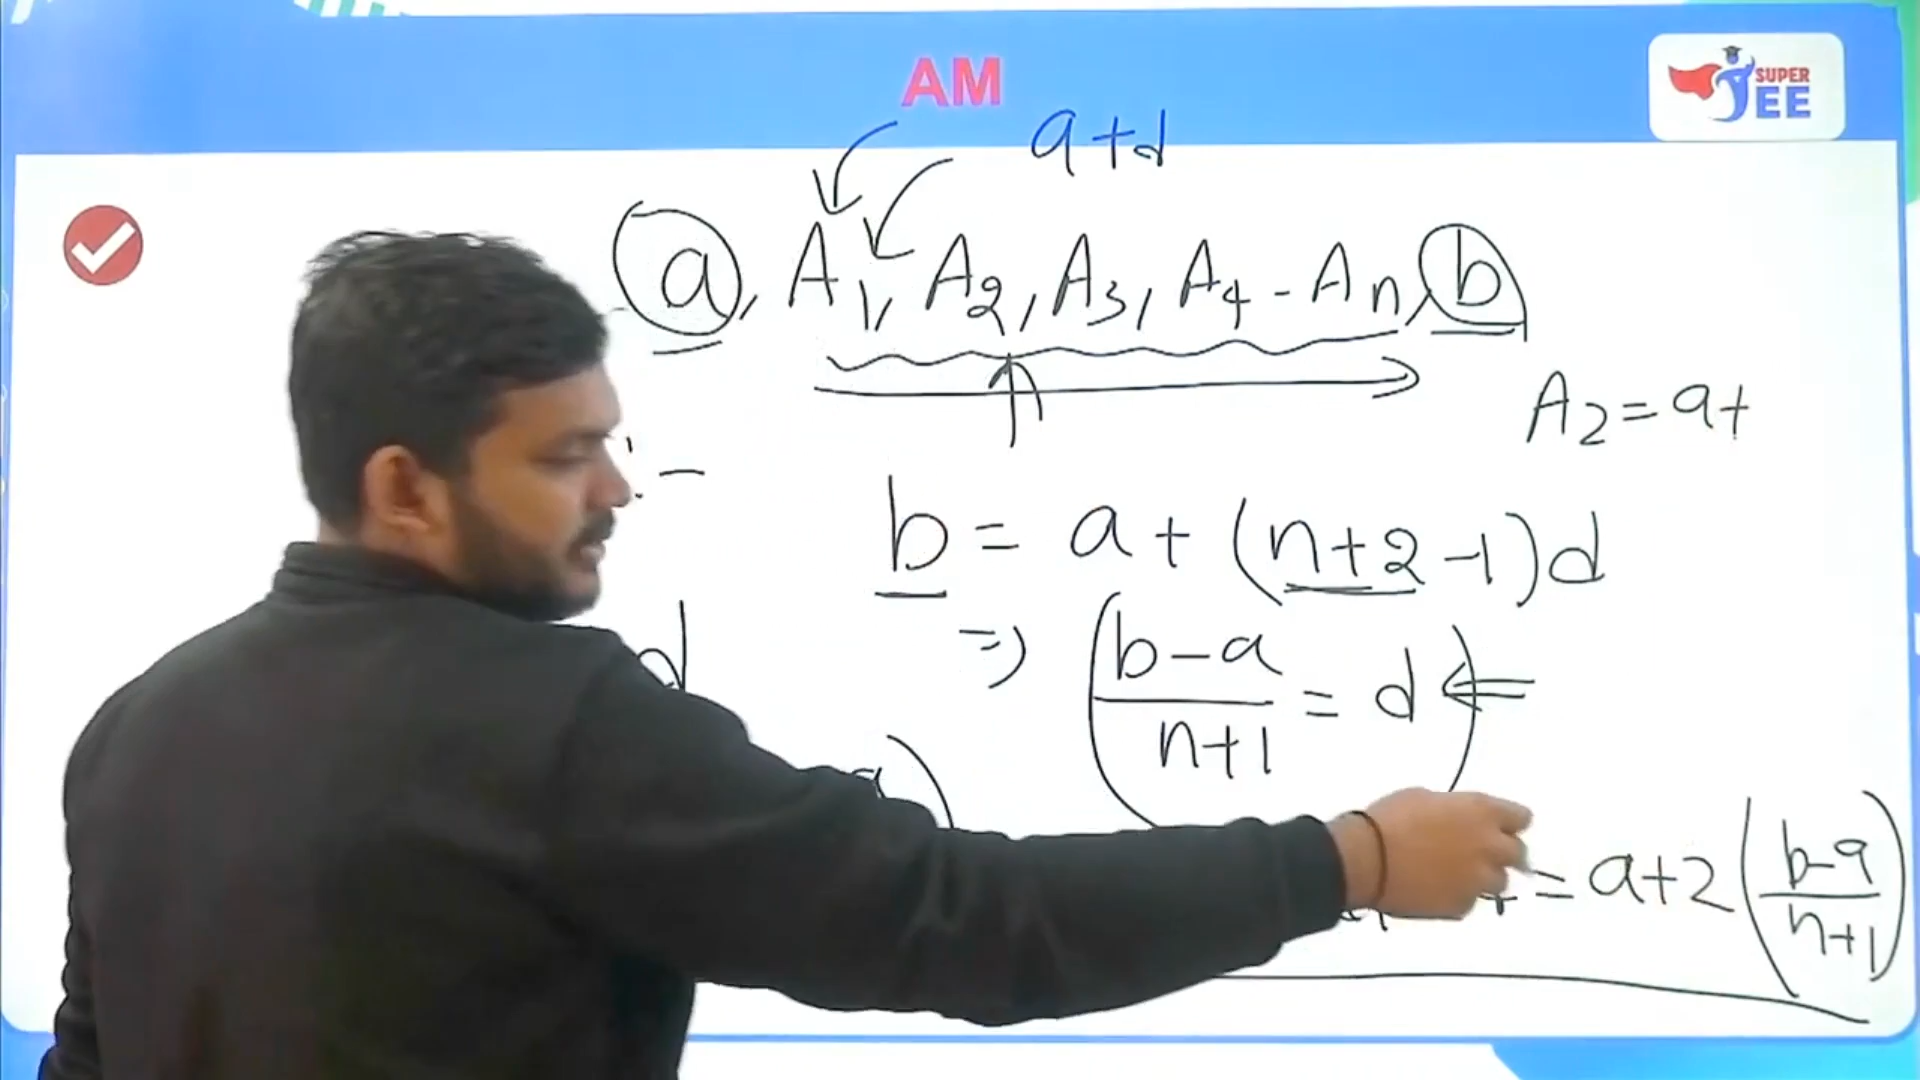 AM
SUPER
JEE
a+d
a, A1, A2, A3, A4 - An, b
A2 = a+
:-
b = a + (n+2-1)d
d
=> (b-a/n+1 = d) <=
a)
= a+2(b-a/n+1)